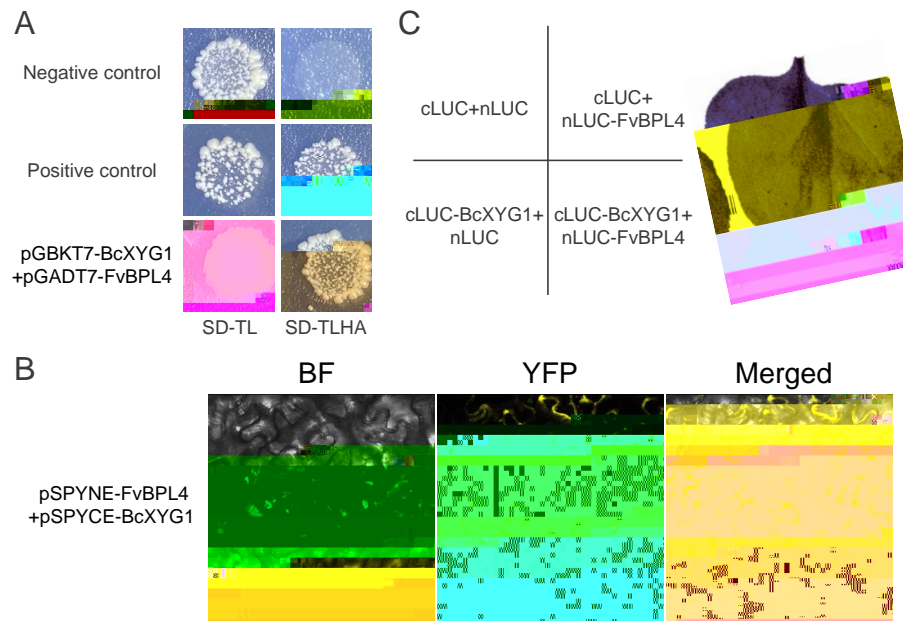 A
Negative control
Positive control
pGBKT7-BcXYG1
+pGADT7-FvBPL4
SD-TL
SD-TLHA
C
cLUC+nLUC
cLUC+
nLUC-FvBPL4
cLUC-BcXYG1+
nLUC
cLUC-BcXYG1+
nLUC-FvBPL4
B
BF
YFP
Merged
pSPYNE-FvBPL4
+pSPYCE-BcXYG1